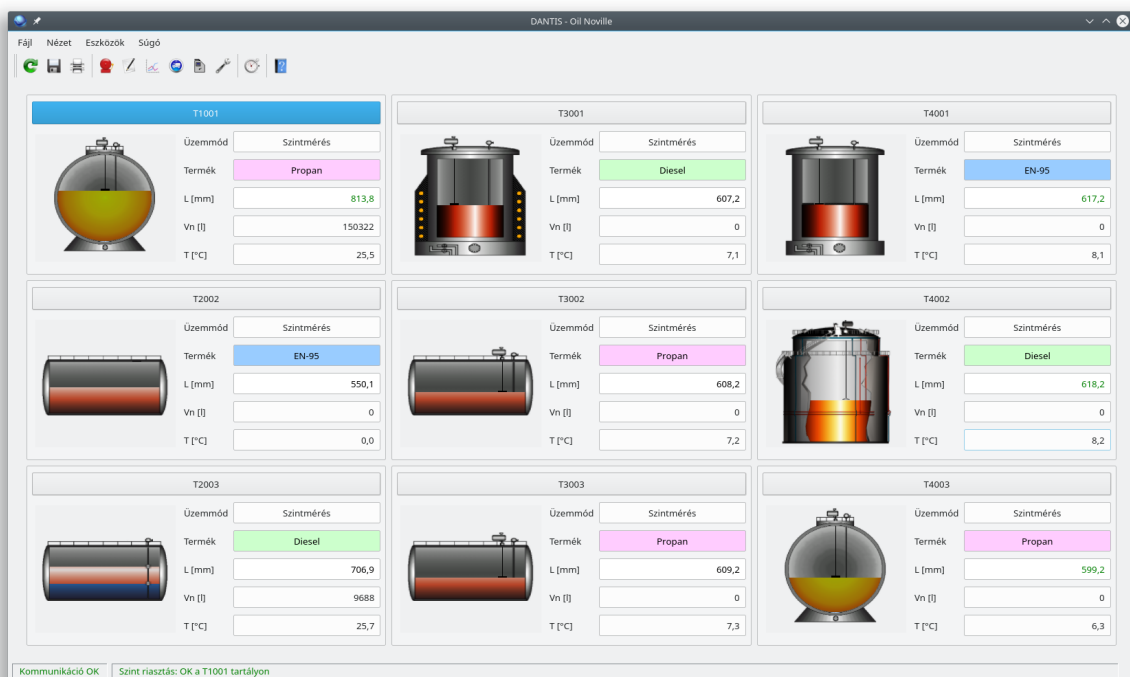 DANTIS - Oil Noville
Fájl Nézet Eszközök Súgó
T1001
Üzemmód Szintmérés
Termék Propan
L [mm] 813,8
Vn [l] 150322
T [°C] 25,5
T3001
Üzemmód Szintmérés
Termék Diesel
L [mm] 607,2
Vn [l] 0
T [°C] 7,1
T4001
Üzemmód Szintmérés
Termék EN-95
L [mm] 617,2
Vn [l] 0
T [°C] 8,1
T2002
Üzemmód Szintmérés
Termék EN-95
L [mm] 550,1
Vn [l] 0
T [°C] 0,0
T3002
Üzemmód Szintmérés
Termék Propan
L [mm] 608,2
Vn [l] 0
T [°C] 7,2
T4002
Üzemmód Szintmérés
Termék Diesel
L [mm] 618,2
Vn [l] 0
T [°C] 8,2
T2003
Üzemmód Szintmérés
Termék Diesel
L [mm] 706,9
Vn [l] 9688
T [°C] 25,7
T3003
Üzemmód Szintmérés
Termék Propan
L [mm] 609,2
Vn [l] 0
T [°C] 7,3
T4003
Üzemmód Szintmérés
Termék Propan
L [mm] 599,2
Vn [l] 0
T [°C] 6,3
Kommunikáció OK Szint riasztás: OK a T1001 tartályon